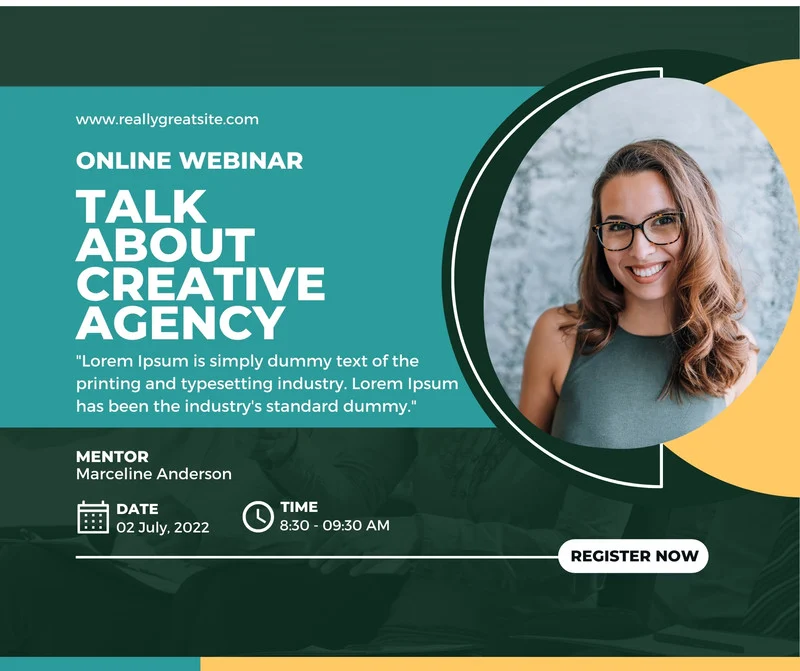 www.reallygreatsite.com
ONLINE WEBINAR
TALK
ABOUT
CREATIVE
AGENCY
"Lorem Ipsum is simply dummy text of the
printing and typesetting industry. Lorem Ipsum
has been the industry's standard dummy."
MENTOR
Marceline Anderson
DATE
02 July, 2022
TIME
8:30 - 09:30 AM
REGISTER NOW